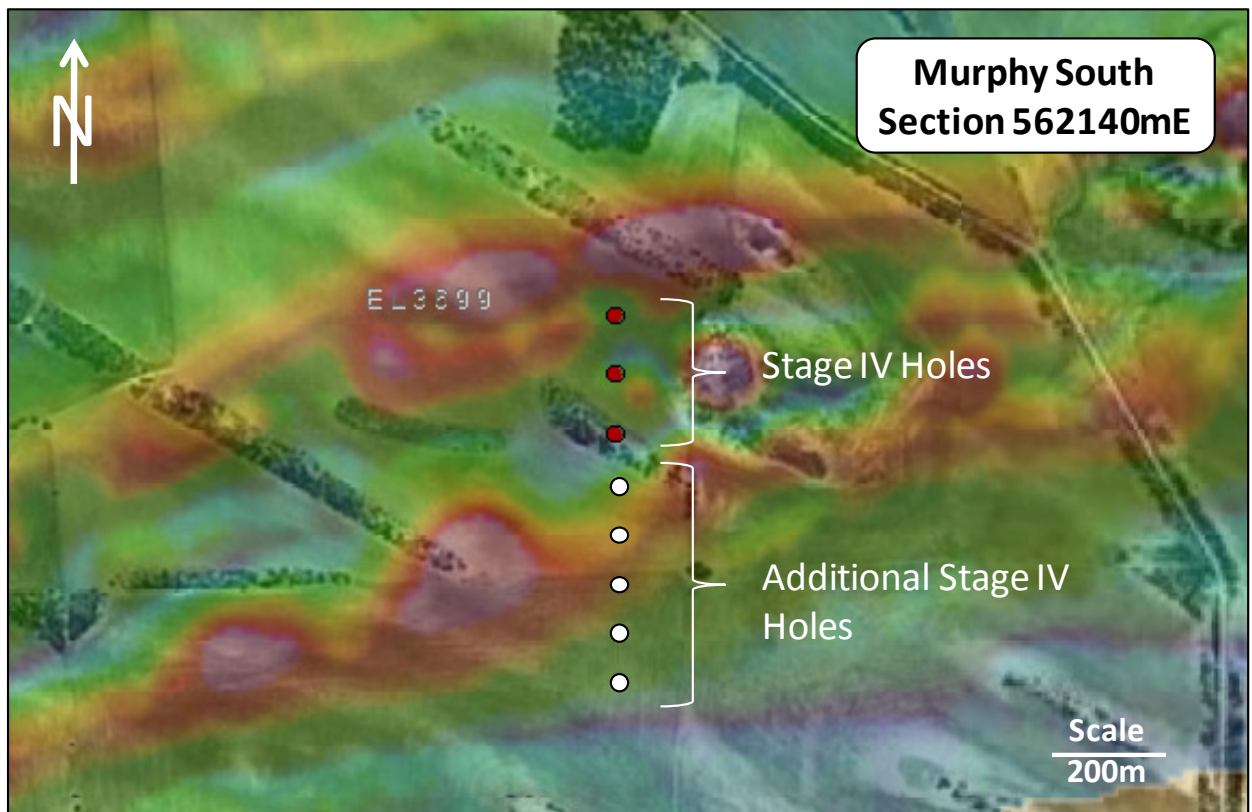 Murphy South
Section 562140mE
N
EL3699
Stage IV Holes
Additional Stage IV
Holes
Scale
200m